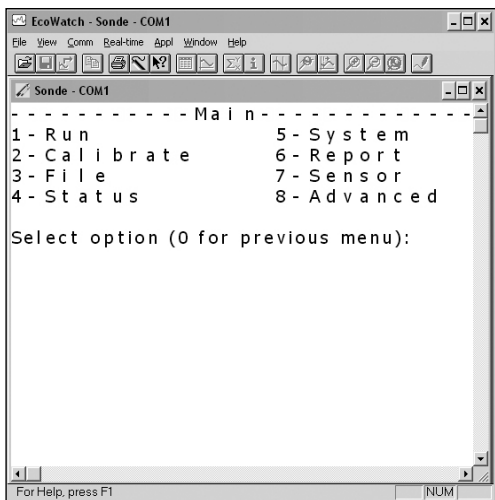 EcoWatch - Sonde - COM1
File View Comm Real-time Appl Window Help
Sonde - COM1
- - - - - - - - - - - Main - - - - - - - - - - - - -
1 - Run 5 - System
2 - Calibrate 6 - Report
3 - File 7 - Sensor
4 - Status 8 - Advanced
Select option (0 for previous menu):
For Help, press F1 NUM